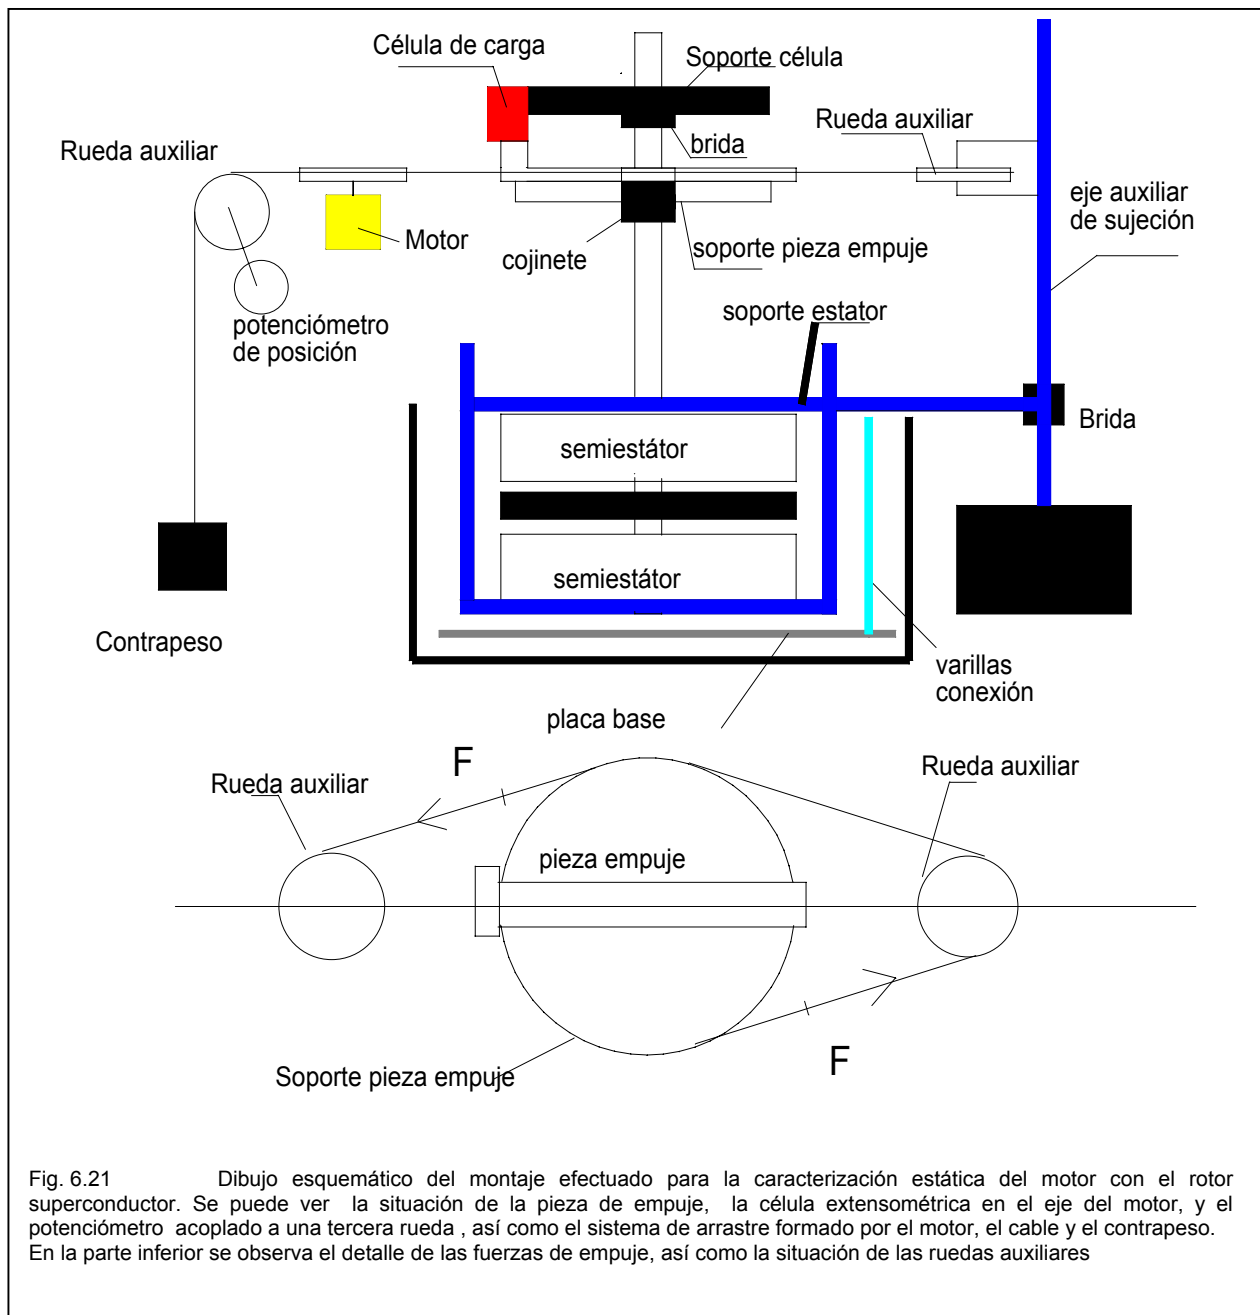 Célula de carga
Soporte célula
Rueda auxiliar
brida
Rueda auxiliar
eje auxiliar
de sujeción
Motor
cojinete
soporte pieza empuje
potenciómetro
de posición
soporte estator
Brida
semiestátor
semiestátor
Contrapeso
varillas
conexión
placa base
F
Rueda auxiliar
Rueda auxiliar
pieza empuje
F
Soporte pieza empuje
Fig. 6.21 Dibujo esquemático del montaje efectuado para la caracterización estática del motor con el rotor
superconductor. Se puede ver la situación de la pieza de empuje, la célula extensométrica en el eje del motor, y el
potenciómetro acoplado a una tercera rueda , así como el sistema de arrastre formado por el motor, el cable y el contrapeso.
En la parte inferior se observa el detalle de las fuerzas de empuje, así como la situación de las ruedas auxiliares